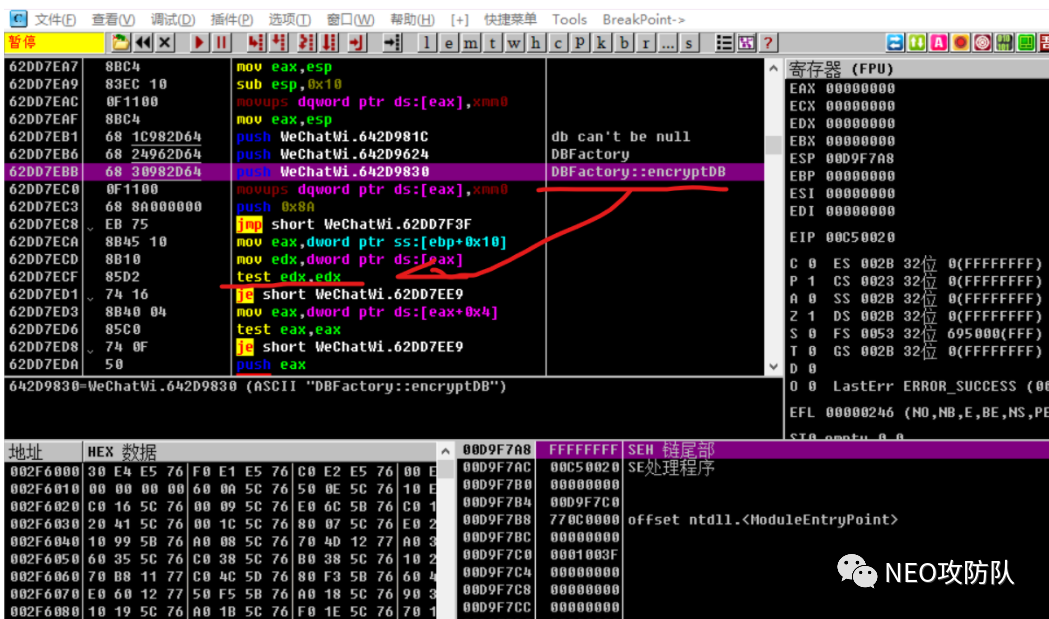 文件(F) 查看(V) 调试(D) 插件(P) 选项(T) 窗口(W) 帮助(H) [+] 快捷菜单 Tools BreakPoint->
暂停 l e m t w h c p k b r ... s ?
62DD7EA7 8BC4 mov eax,esp
62DD7EA9 83EC 10 sub esp,0x10
62DD7EAC 0F1100 movups dqword ptr ds:[eax],xmm0
62DD7EAF 8BC4 mov eax,esp
62DD7EB1 68 1C982D64 push WeChatWi.642D981C db can't be null
62DD7EB6 68 24962D64 push WeChatWi.642D9624 DBFactory
62DD7EBB 68 30982D64 push WeChatWi.642D9830 DBFactory::encryptDB
62DD7EC0 0F1100 movups dqword ptr ds:[eax],xmm0
62DD7EC3 68 8A000000 push 0x8A
62DD7EC8 EB 75 jmp short WeChatWi.62DD7F3F
62DD7ECA 8B45 10 mov eax,dword ptr ss:[ebp+0x10]
62DD7ECD 8B10 mov edx,dword ptr ds:[eax]
62DD7ECF 85D2 test edx,edx
62DD7ED1 74 16 je short WeChatWi.62DD7EE9
62DD7ED3 8B40 04 mov eax,dword ptr ds:[eax+0x4]
62DD7ED6 85C0 test eax,eax
62DD7ED8 74 0F je short WeChatWi.62DD7EE9
62DD7EDA 50 push eax
642D9830=WeChatWi.642D9830 (ASCII "DBFactory::encryptDB")
寄存器 (FPU)
EAX 00000000
ECX 00000000
EDX 00000000
EBX 00000000
ESP 00D9F7A8
EBP 00000000
ESI 00000000
EDI 00000000
EIP 00C50020
C 0 ES 002B 32位 0(FFFFFFFF)
P 1 CS 0023 32位 0(FFFFFFFF)
A 0 SS 002B 32位 0(FFFFFFFF)
Z 1 DS 002B 32位 0(FFFFFFFF)
S 0 FS 0053 32位 695000(FFF)
T 0 GS 002B 32位 0(FFFFFFFF)
D 0
O 0 LastErr ERROR_SUCCESS (00
EFL 00000246 (NO,NB,E,BE,NS,PE
ST0 empty 0.0
地址 HEX 数据
002F6000 30 E4 E5 76 F0 E1 E5 76 C0 E2 E5 76 00 E
002F6010 00 00 00 00 60 0A 5C 76 50 0E 5C 76 10 E
002F6020 C0 16 5C 76 00 09 5C 76 E0 6C 5B 76 C0 1
002F6030 20 41 5C 76 00 1C 5C 76 80 07 5C 76 E0 2
002F6040 10 99 5B 76 A0 08 5C 76 70 4D 12 77 A0 3
002F6050 60 35 5C 76 C0 38 5C 76 B0 38 5C 76 10 2
002F6060 70 B8 11 77 C0 4C 5D 76 80 F3 5B 76 60 4
002F6070 E0 60 12 77 50 F5 5B 76 A0 18 5C 76 90 3
002F6080 10 19 5C 76 A0 1B 5C 76 F0 1E 5C 76 70 1
00D9F7A8 FFFFFFFF SEH 链尾部
00D9F7AC 00C50020 SE处理程序
00D9F7B0 00000000
00D9F7B4 00D9F7C0
00D9F7B8 770C0000 offset ntdll.<ModuleEntryPoint>
00D9F7BC 00000000
00D9F7C0 0001003F
00D9F7C4 00000000
00D9F7C8 00000000
00D9F7CC 00000000
NEO攻防队